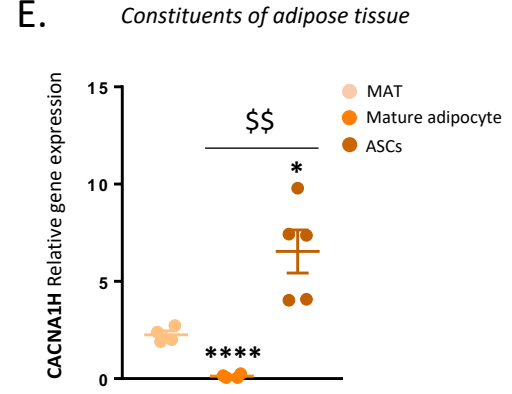 E.
Constituents of adipose tissue
CACNA1H Relative gene expression
15
10
5
0
$$
*
****
MAT
Mature adipocyte
ASCs